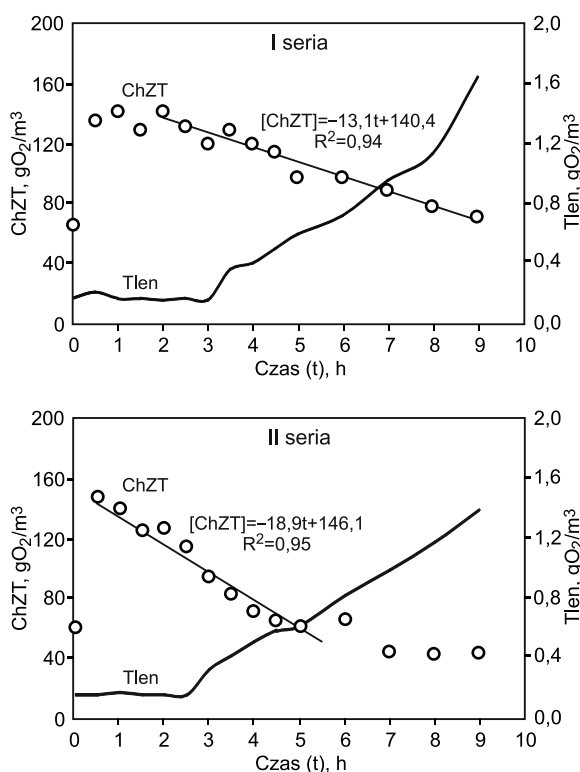 I seria
200
160
120
80
40
0
ChZT, gO2/m³
ChZT
[ChZT]=–13,1t+140,4
R²=0,94
Tlen
2,0
1,6
1,2
0,8
0,4
0,0
Tlen, gO2/m³
0 1 2 3 4 5 6 7 8 9 10
Czas (t), h
II seria
200
160
120
80
40
0
ChZT, gO2/m³
ChZT
[ChZT]=–18,9t+146,1
R²=0,95
Tlen
2,0
1,6
1,2
0,8
0,4
0,0
Tlen, gO2/m³
0 1 2 3 4 5 6 7 8 9 10
Czas (t), h